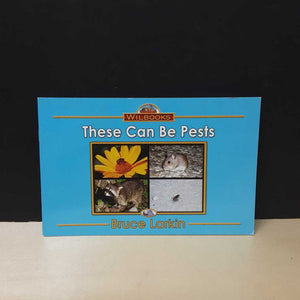 WILBOOKS
These Can Be Pests
Bruce Larkin